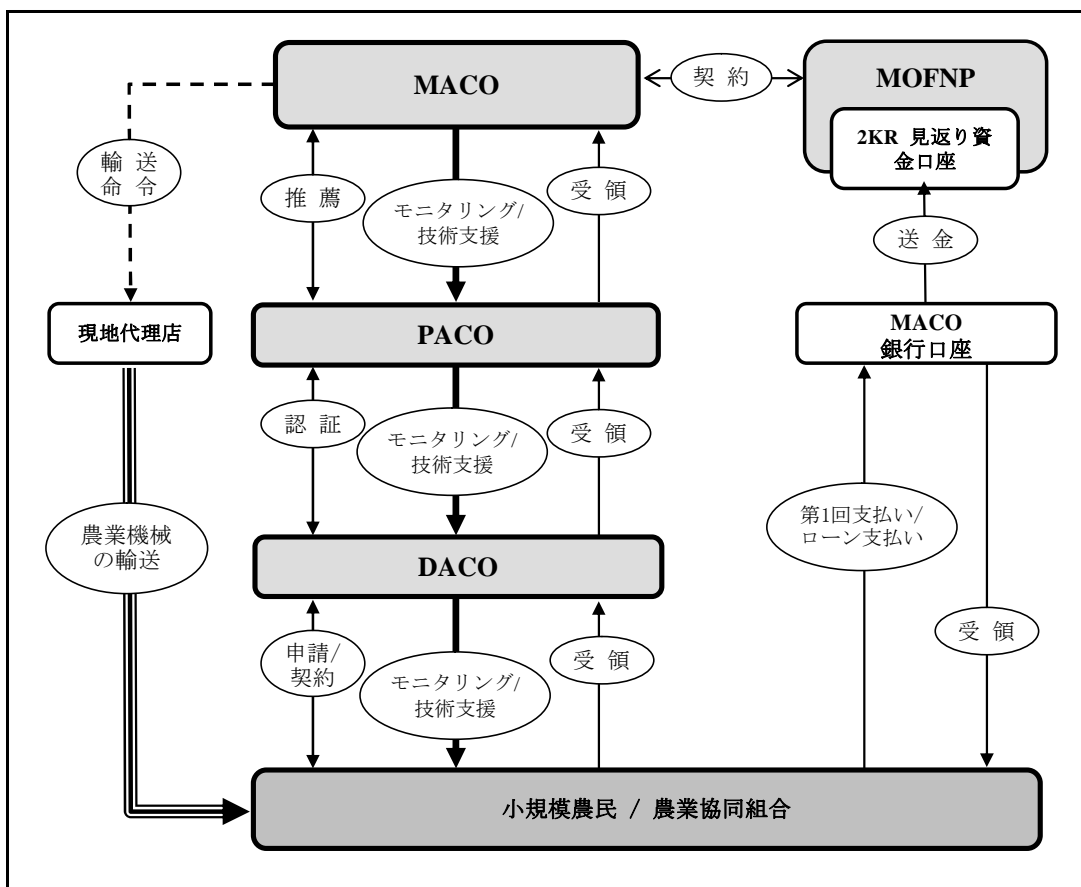 MACO
契約
MOFNP
2KR 見返り資
金口座
輸 送
命 令
推 薦
モニタリング/
技術支援
受 領
送 金
現地代理店
PACO
MACO
銀行口座
認 証
モニタリング/
技術支援
受 領
農業機械
の輸送
第1回支払い/
ローン支払い
DACO
申請/
契約
モニタリング/
技術支援
受 領
受 領
小規模農民 / 農業協同組合